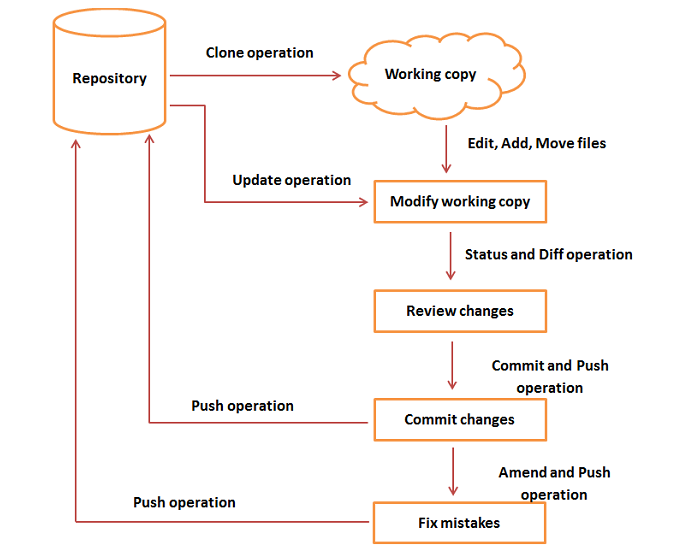 Clone operation
Repository
Working copy
Edit, Add, Move files
Update operation
Modify working copy
Status and Diff operation
Review changes
Commit and Push
operation
Push operation
Commit changes
Amend and Push
operation
Push operation
Fix mistakes